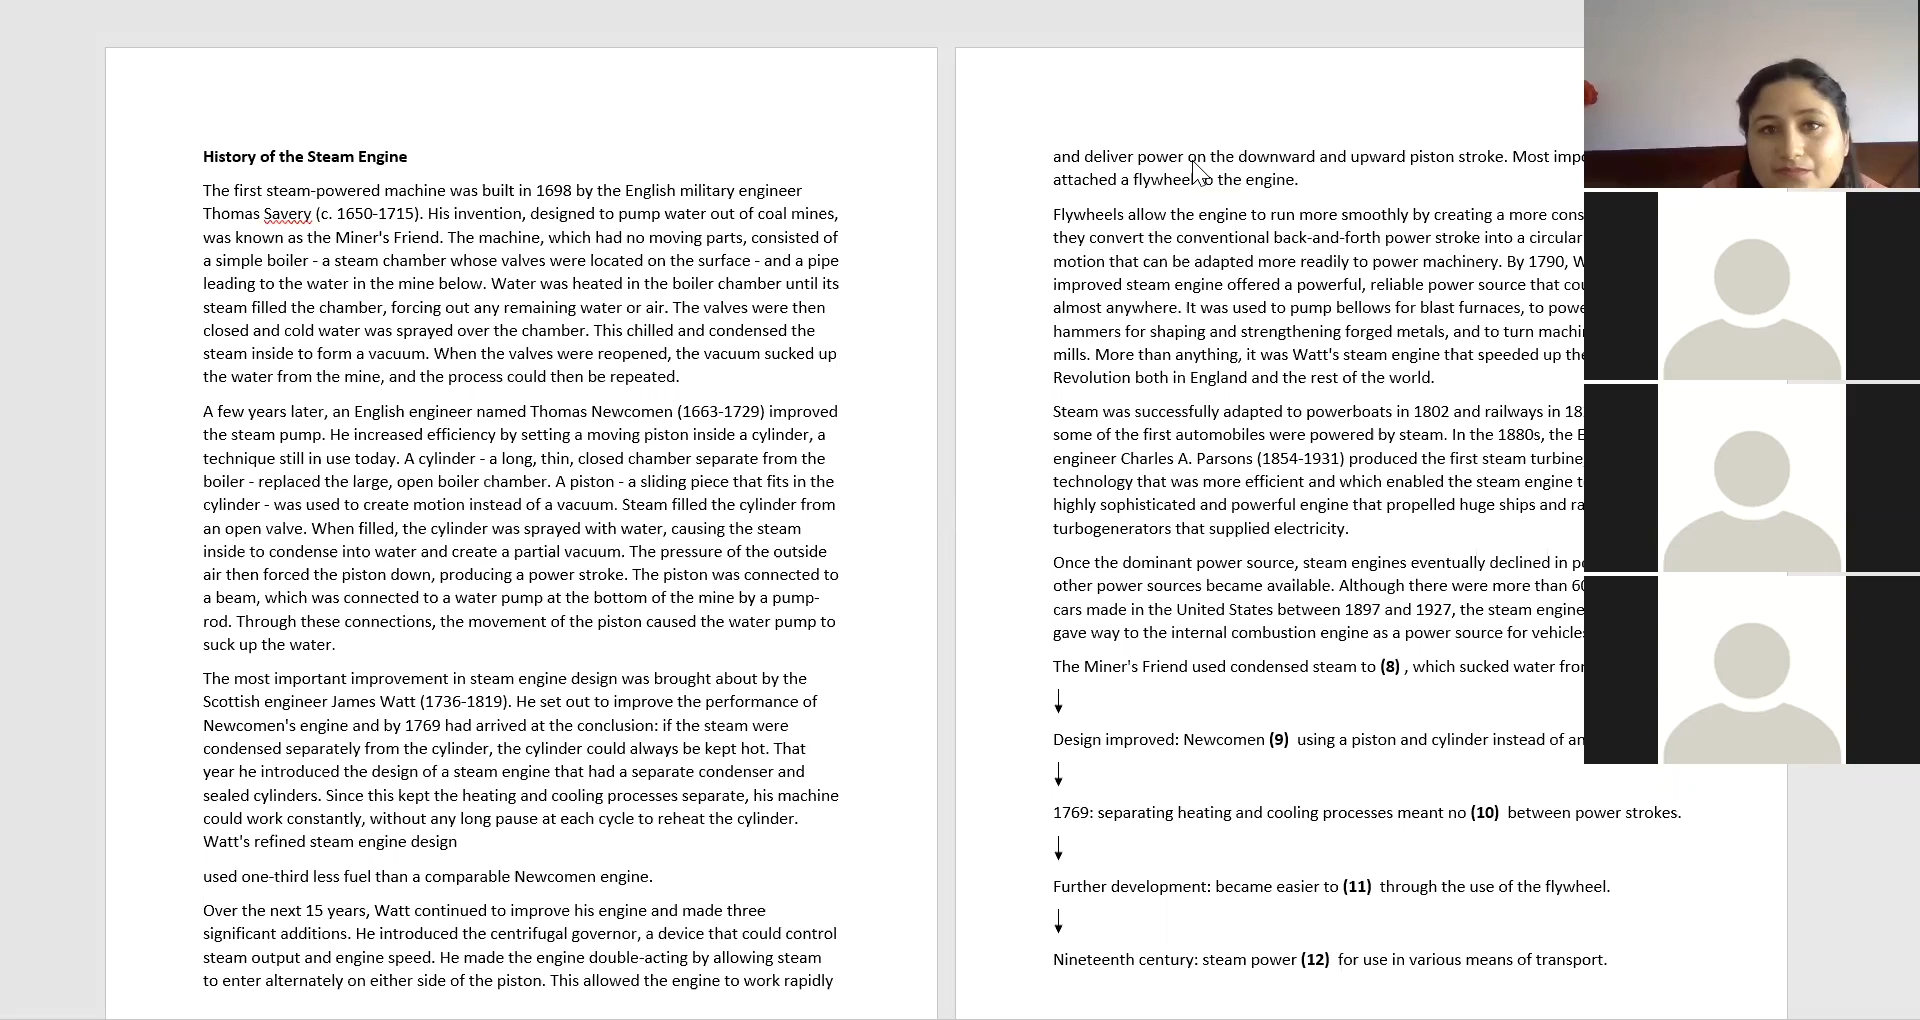 History of the Steam Engine
The first steam-powered machine was built in 1698 by the English military engineer
Thomas Savery (c. 1650-1715). His invention, designed to pump water out of coal mines,
was known as the Miner's Friend. The machine, which had no moving parts, consisted of
a simple boiler - a steam chamber whose valves were located on the surface - and a pipe
leading to the water in the mine below. Water was heated in the boiler chamber until its
steam filled the chamber, forcing out any remaining water or air. The valves were then
closed and cold water was sprayed over the chamber. This chilled and condensed the
steam inside to form a vacuum. When the valves were reopened, the vacuum sucked up
the water from the mine, and the process could then be repeated.
A few years later, an English engineer named Thomas Newcomen (1663-1729) improved
the steam pump. He increased efficiency by setting a moving piston inside a cylinder, a
technique still in use today. A cylinder - a long, thin, closed chamber separate from the
boiler - replaced the large, open boiler chamber. A piston - a sliding piece that fits in the
cylinder - was used to create motion instead of a vacuum. Steam filled the cylinder from
an open valve. When filled, the cylinder was sprayed with water, causing the steam
inside to condense into water and create a partial vacuum. The pressure of the outside
air then forced the piston down, producing a power stroke. The piston was connected to
a beam, which was connected to a water pump at the bottom of the mine by a pump-
rod. Through these connections, the movement of the piston caused the water pump to
suck up the water.
The most important improvement in steam engine design was brought about by the
Scottish engineer James Watt (1736-1819). He set out to improve the performance of
Newcomen's engine and by 1769 had arrived at the conclusion: if the steam were
condensed separately from the cylinder, the cylinder could always be kept hot. That
year he introduced the design of a steam engine that had a separate condenser and
sealed cylinders. Since this kept the heating and cooling processes separate, his machine
could work constantly, without any long pause at each cycle to reheat the cylinder.
Watt's refined steam engine design
used one-third less fuel than a comparable Newcomen engine.
Over the next 15 years, Watt continued to improve his engine and made three
significant additions. He introduced the centrifugal governor, a device that could control
steam output and engine speed. He made the engine double-acting by allowing steam
to enter alternately on either side of the piston. This allowed the engine to work rapidly
and deliver power on the downward and upward piston stroke. Most
attached a flywheel to the engine.
Flywheels allow the engine to run more smoothly by creating a more
they convert the conventional back-and-forth power stroke into a circular
motion that can be adapted more readily to power machinery. By 1790,
improved steam engine offered a powerful, reliable power source that
almost anywhere. It was used to pump bellows for blast furnaces, to
hammers for shaping and strengthening forged metals, and to turn
mills. More than anything, it was Watt's steam engine that speeded up
Revolution both in England and the rest of the world.
Steam was successfully adapted to powerboats in 1802 and railways in
some of the first automobiles were powered by steam. In the 1880s, the
engineer Charles A. Parsons (1854-1931) produced the first steam turbine
technology that was more efficient and which enabled the steam engine
highly sophisticated and powerful engine that propelled huge ships and
turbogenerators that supplied electricity.
Once the dominant power source, steam engines eventually declined in
other power sources became available. Although there were more than
cars made in the United States between 1897 and 1927, the steam engine
gave way to the internal combustion engine as a power source for
The Miner's Friend used condensed steam to (8) , which sucked water
Design improved: Newcomen (9) using a piston and cylinder instead of
1769: separating heating and cooling processes meant no (10) between power strokes.
Further development: became easier to (11) through the use of the flywheel.
Nineteenth century: steam power (12) for use in various means of transport.